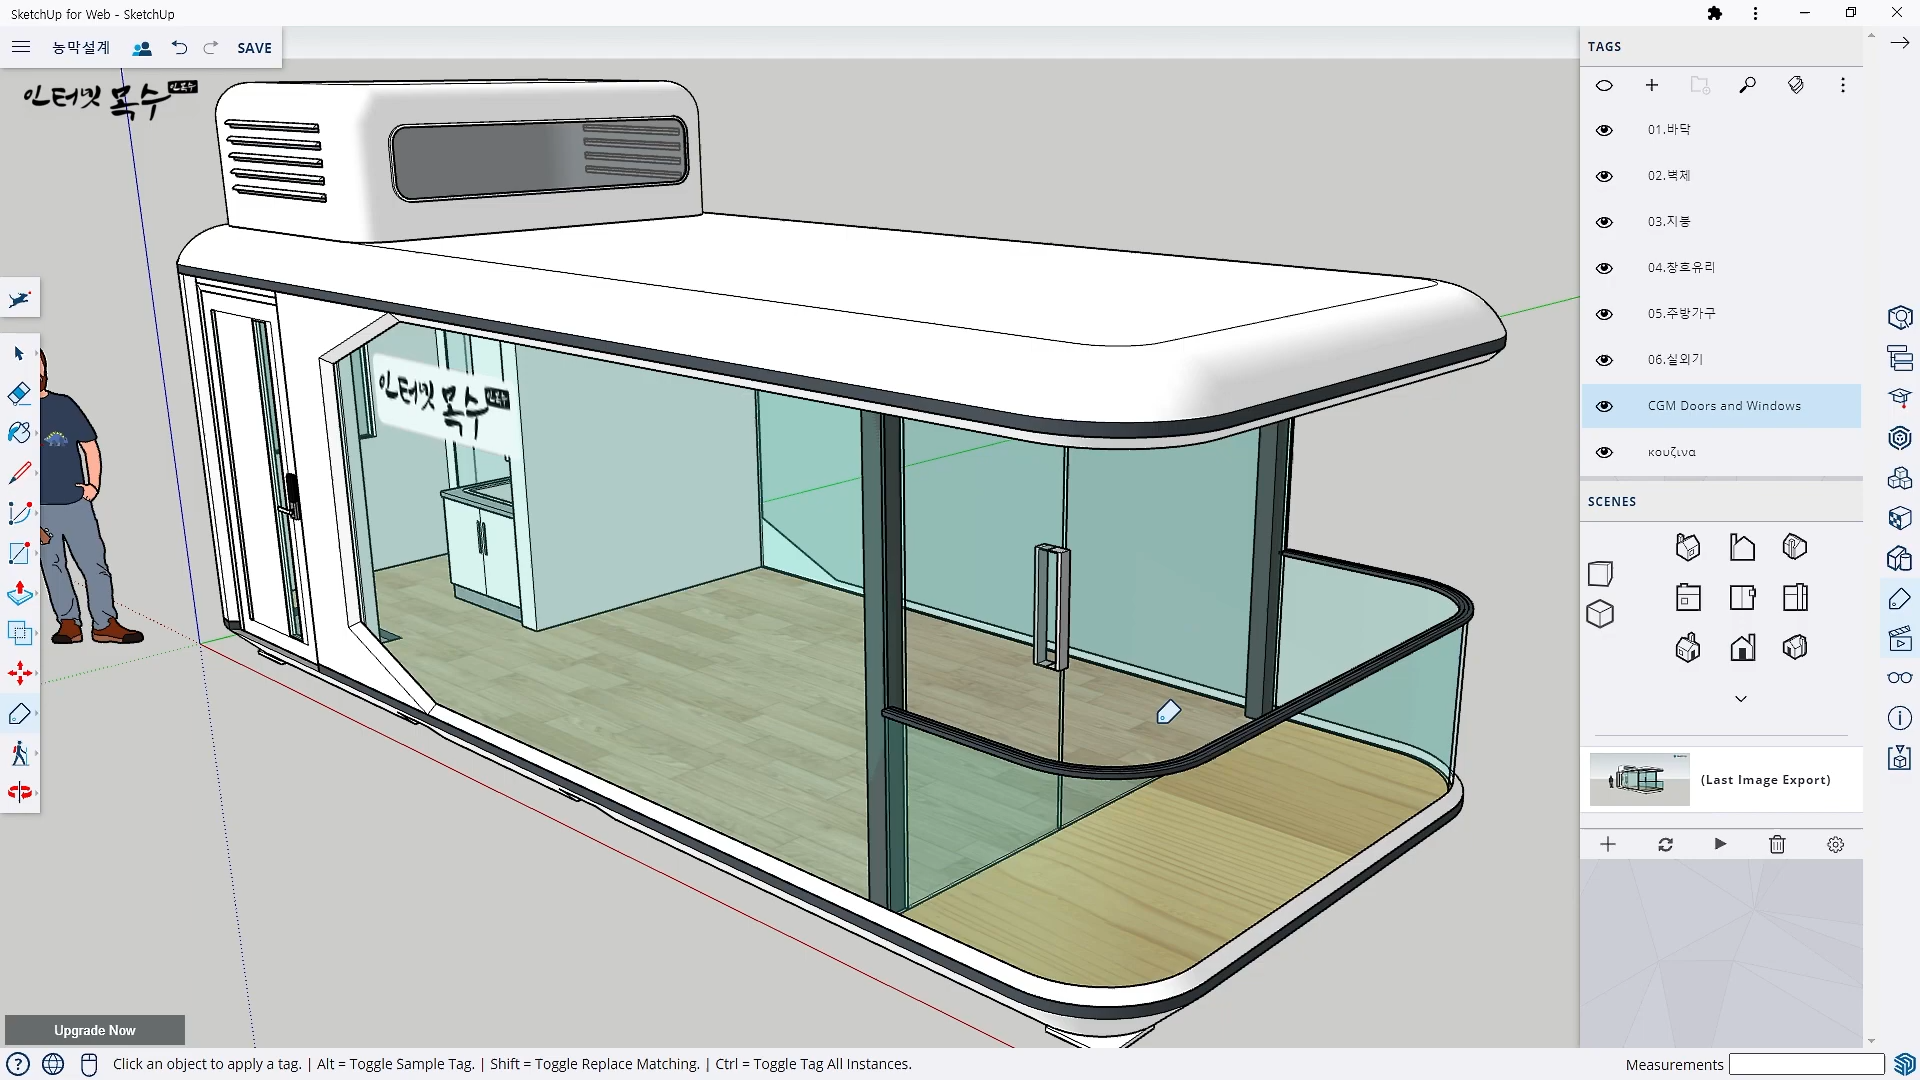 SketchUp for Web - SketchUp
농막설계
SAVE
인터넷 목수 인목수
인터넷 목수
TAGS
01.바닥
02.벽체
03.지붕
04.창호유리
05.주방가구
06.실외기
CGM Doors and Windows
κουζινα
SCENES
(Last Image Export)
Upgrade Now
Click an object to apply a tag. | Alt = Toggle Sample Tag. | Shift = Toggle Replace Matching. | Ctrl = Toggle Tag All Instances.
Measurements